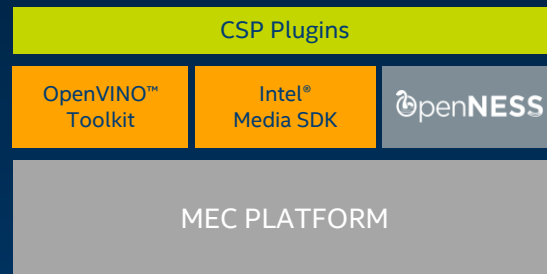 CSP Plugins
OpenVINO™
Toolkit
Intel®
Media SDK
OpenNESS
MEC PLATFORM